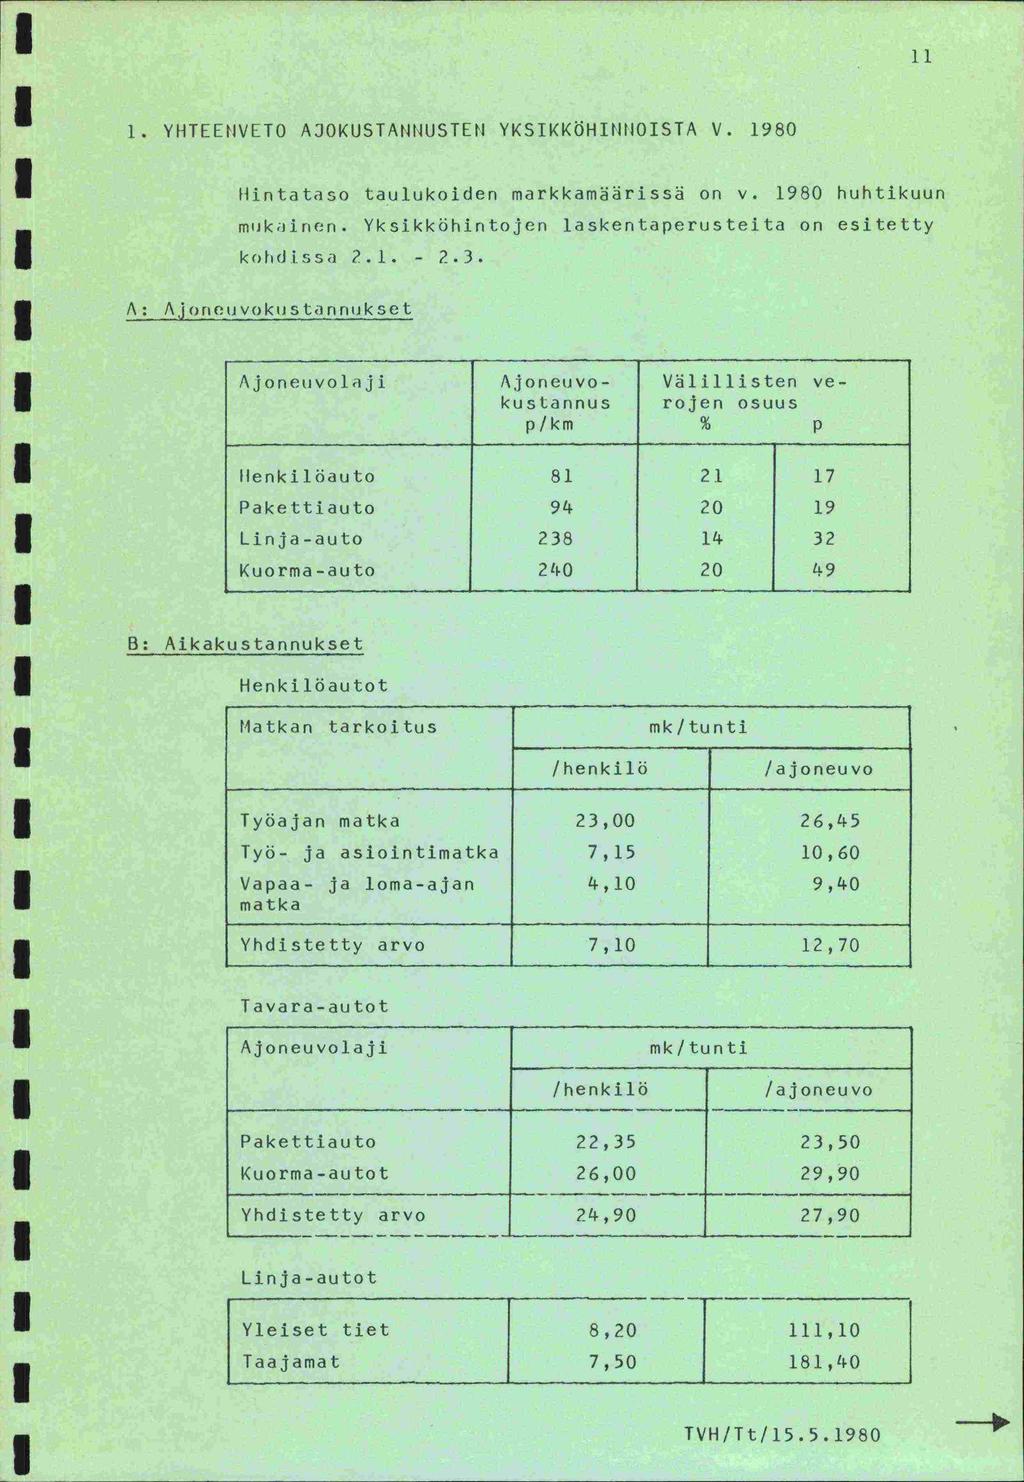 11
1. YHTEENVETO AJOKUSTANNUSTEN YKSIKKÖHINNOISTA V. 1980
Hintataso taulukoiden markkamäärissä on v. 1980 huhtikuun
mukainen. Yksikköhintojen laskentaperusteita on esitetty
kohdissa 2.1. - 2.3.
A: Ajoneuvokustannukset
Ajoneuvolaji Ajoneuvo- Välillisten ve-
kustannus rojen osuus
p/km % p
Henkilöauto 81 21 17
Pakettiauto 94 20 19
Linja-auto 238 14 32
Kuorma-auto 240 20 49
B: Aikakustannukset
Henkilöautot
Matkan tarkoitus mk/tunti
/henkilö /ajoneuvo
Työajan matka 23,00 26,45
Työ- ja asiointimatka 7,15 10,60
Vapaa- ja loma-ajan 4,10 9,40
matka
Yhdistetty arvo 7,10 12,70
Tavara-autot
Ajoneuvolaji mk/tunti
/henkilö /ajoneuvo
Pakettiauto 22,35 23,50
Kuorma-autot 26,00 29,90
Yhdistetty arvo 24,90 27,90
Linja-autot
Yleiset tiet 8,20 111,10
Taajamat 7,50 181,40
TVH/Tt/15.5.1980